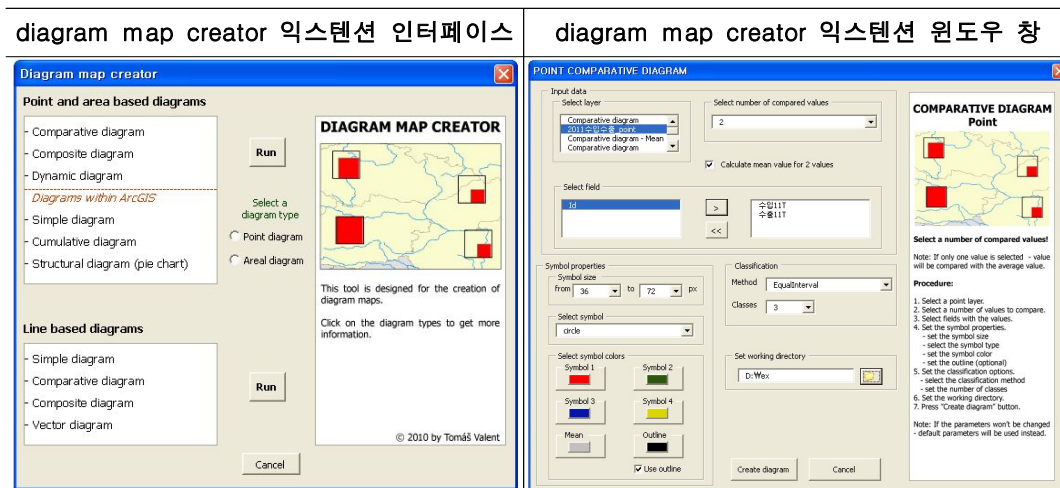 diagram map creator 익스텐션 인터페이스
diagram map creator 익스텐션 윈도우 창
Diagram map creator
Point and area based diagrams
- Comparative diagram
- Composite diagram
- Dynamic diagram
Diagrams within ArcGIS
- Simple diagram
- Cumulative diagram
- Structural diagram (pie chart)
Run
Select a
diagram type
Point diagram
Areal diagram
Line based diagrams
- Simple diagram
- Comparative diagram
- Composite diagram
- Vector diagram
Run
Cancel
DIAGRAM MAP CREATOR
This tool is designed for the creation of
diagram maps.
Click on the diagram types to get more
information.
© 2010 by Tomáš Valent
POINT COMPARATIVE DIAGRAM
Input data
Select layer
Comparative diagram
2011수입수출_point
Comparative diagram - Mean
Comparative diagram
Select number of compared values
2
Calculate mean value for 2 values
Select field
Id
>
<<
수입11T
수출11T
Symbol properties
Symbol size
from 36 to 72 px
Select symbol
circle
Select symbol colors
Symbol 1 Symbol 2
Symbol 3 Symbol 4
Mean Outline
Use outline
Classification
Method EqualInterval
Classes 3
Set working directory
D:₩ex
Create diagram
Cancel
COMPARATIVE DIAGRAM
Point
Select a number of compared values!
Note: If only one value is selected - value
will be compared with the average value.
Procedure:
1. Select a point layer.
2. Select a number of values to compare.
3. Select fields with the values.
4. Set the symbol properties.
- set the symbol size
- select the symbol type
- set the symbol color
- set the outline (optional)
5. Set the classification options.
- select the classification method
- set the number of classes
6. Set the working directory.
7. Press "Create diagram" button.
Note: If the parameters won't be changed
- default parameters will be used instead.